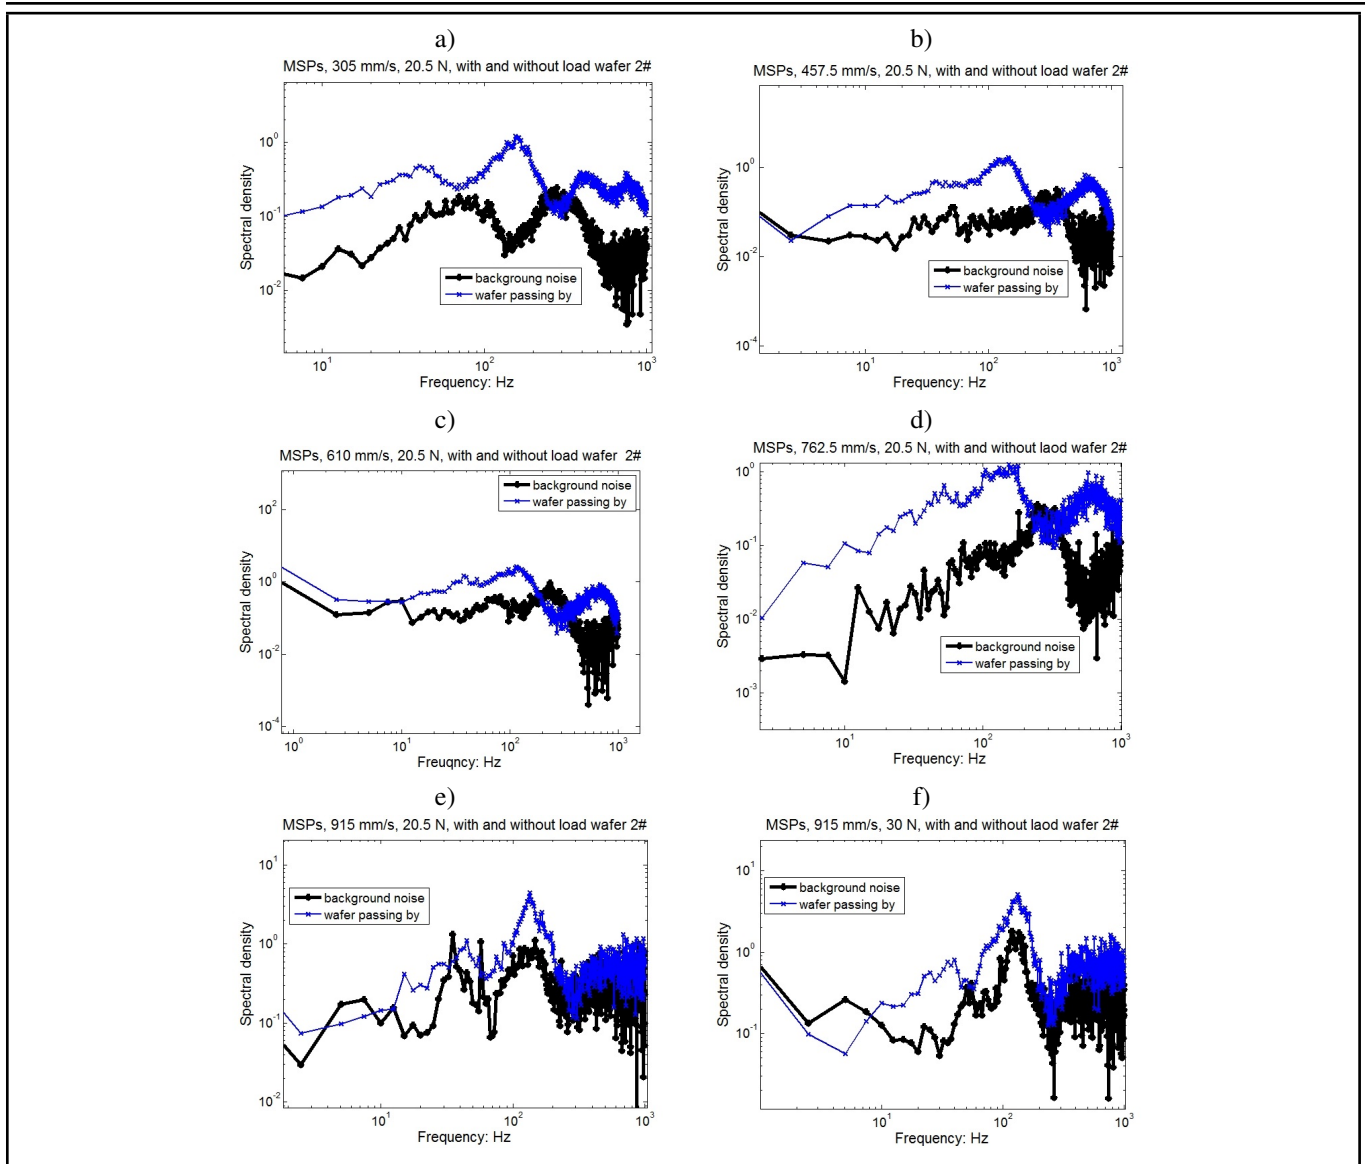 a)
MSPs, 305 mm/s, 20.5 N, with and without load wafer 2#
Spectral density
10^0
10^-1
10^-2
backgroung noise
wafer passing by
10^1
10^2
10^3
Frequency: Hz
b)
MSPs, 457.5 mm/s, 20.5 N, with and without load wafer 2#
Spectral density
10^0
10^-2
10^-4
background noise
wafer passing by
10^1
10^2
10^3
Frequency: Hz
c)
MSPs, 610 mm/s, 20.5 N, with and without load wafer 2#
Spectral density
10^2
10^0
10^-2
10^-4
background noise
wafer passing by
10^0
10^1
10^2
10^3
Freuqncy: Hz
d)
MSPs, 762.5 mm/s, 20.5 N, with and without laod wafer 2#
Spectral density
10^0
10^-1
10^-2
10^-3
background noise
wafer passing by
10^1
10^2
10^3
Frequency: Hz
e)
MSPs, 915 mm/s, 20.5 N, with and without load wafer 2#
Spectral density
10^1
10^0
10^-1
10^-2
background noise
wafer passing by
10^1
10^2
10^3
Frequency: Hz
f)
MSPs, 915 mm/s, 30 N, with and without laod wafer 2#
Spectral density
10^1
10^0
10^-1
background noise
wafer passing by
10^1
10^2
10^3
Frequency: Hz